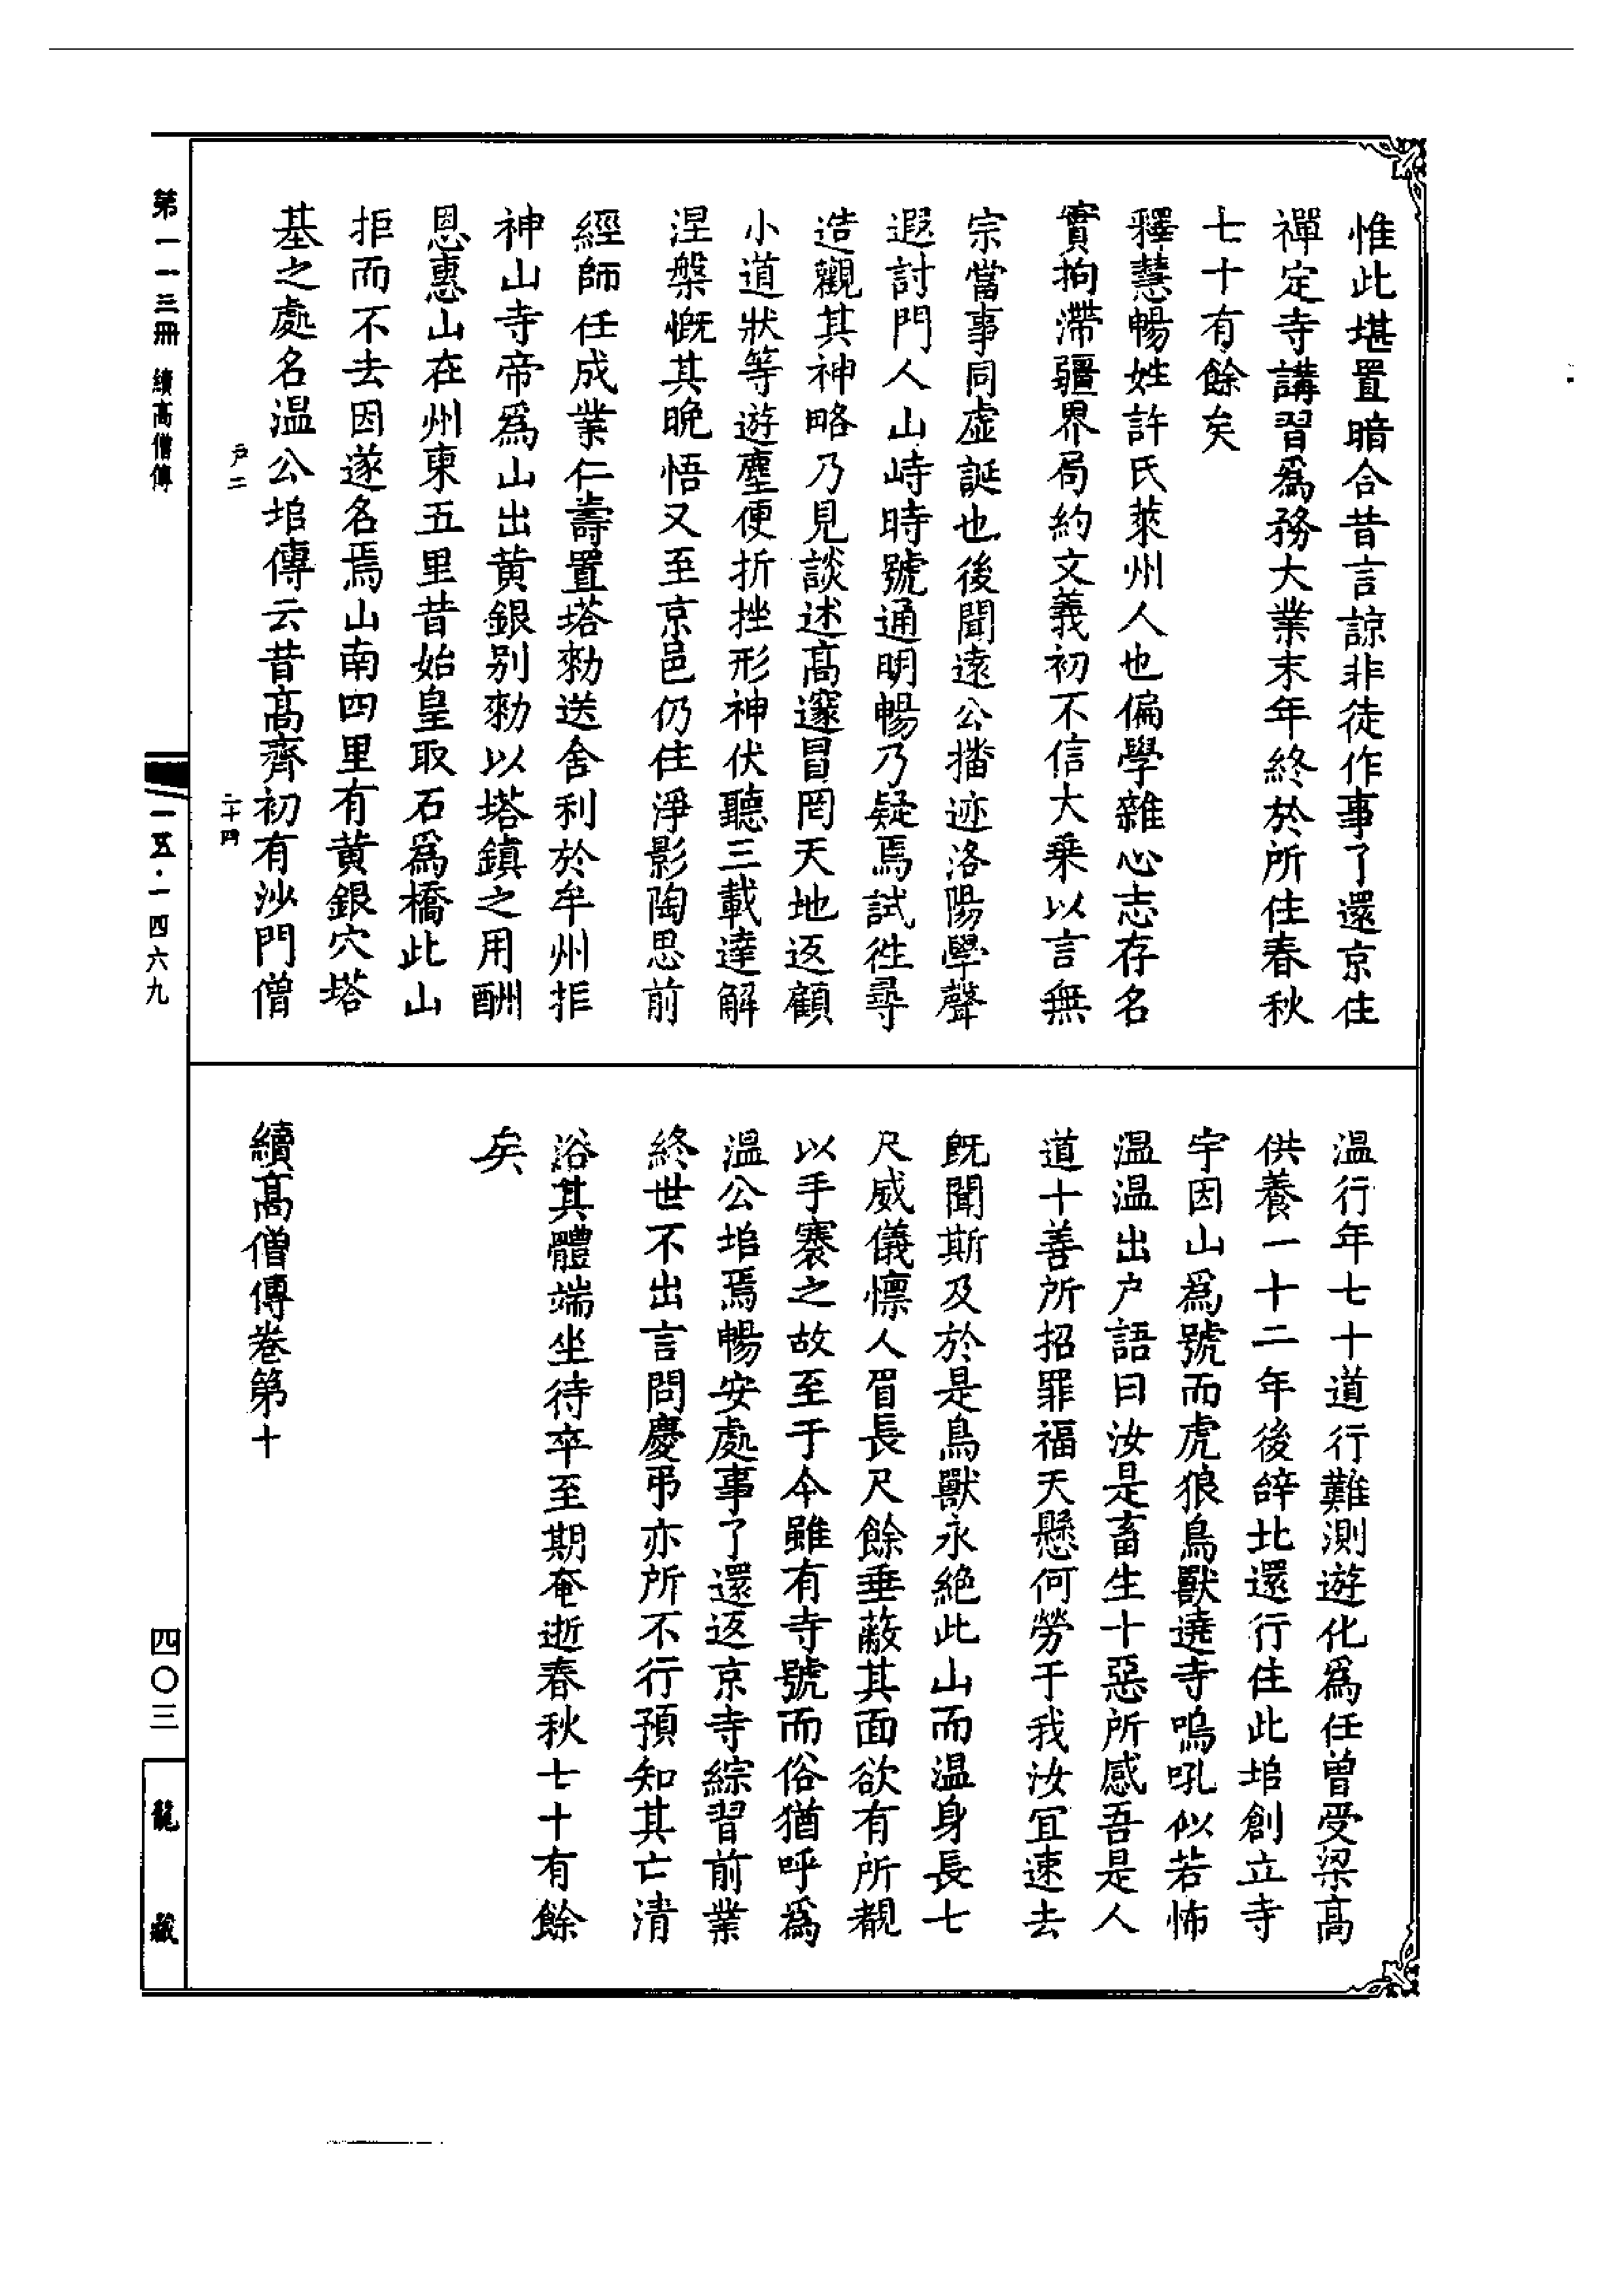 惟此堪置暗合昔言諒非徒作事了還京住
禪定寺講習爲務大業末年終於所住春秋
七十有餘矣
釋慧暢姓許氏萊州人也偏學雜心志存名
實拘滯疆界局約文義初不信大乘以言無
宗當事同虛誕也後聞遠公播迹洛陽學聲
遐討門人山峙時號通明暢乃疑焉試徃尋
造觀其神略乃見談述高邃冒罔天地返顧
小道狀等遊塵便折挫形神伏聽三載達解
涅槃慨其晚悟又至京邑仍住淨影陶思前
經師任成業仁壽置塔勑送舍利於牟州拒
神山寺帝爲山出黄銀别勑以塔鎮之用酬
恩惠山在州東五里昔始皇取石爲橋此山
拒而不去因遂名焉山南四里有黄銀穴塔
基之處名温公垖傳云昔高齊初有沙門僧
温行年七十道行難測遊化爲任曾受梁高
供養一十二年後辝北還行住此垖創立寺
宇因山爲號而虎狼鳥獸遶寺嗚吼似若怖
温温出户語曰汝是畜生十惡所感吾是人
道十善所招罪福天懸何勞于我汝宜速去
既聞斯及於是鳥獸永絶此山而温身長七
尺威儀懍人眉長尺餘垂蔽其面欲有所覩
以手褰之故至于今雖有寺號而俗猶呼爲
温公垖焉暢安處事了還返京寺綜習前業
終世不出言問慶弔亦所不行預知其亡清
浴其體端坐待卒至期奄逝春秋七十有餘
矣
續高僧傳卷第十
户二
二十四
第一一三冊 續高僧傳
一五·一四六九
四〇三
龍藏